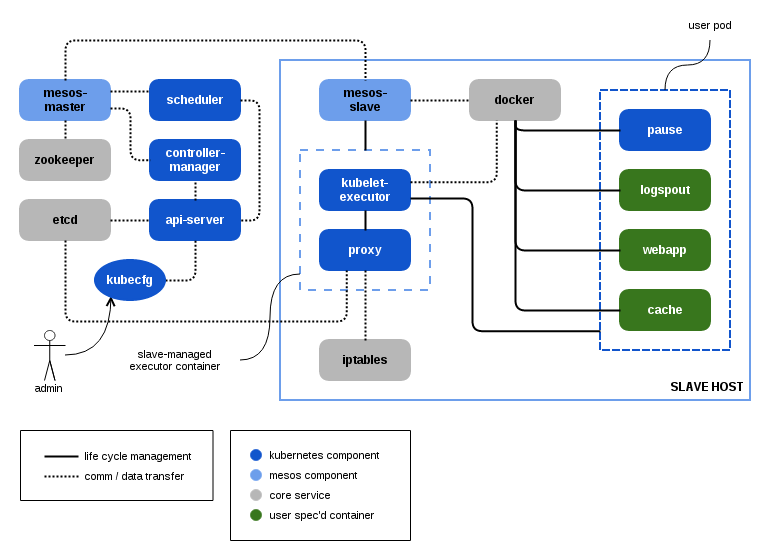 user pod
mesos-
master
scheduler
mesos-
slave
docker
pause
zookeeper
controller-
manager
kubelet-
executor
logspout
etcd
api-server
proxy
webapp
kubecfg
cache
admin
slave-managed
executor container
iptables
SLAVE HOST
life cycle management
comm / data transfer
kubernetes component
mesos component
core service
user spec'd container